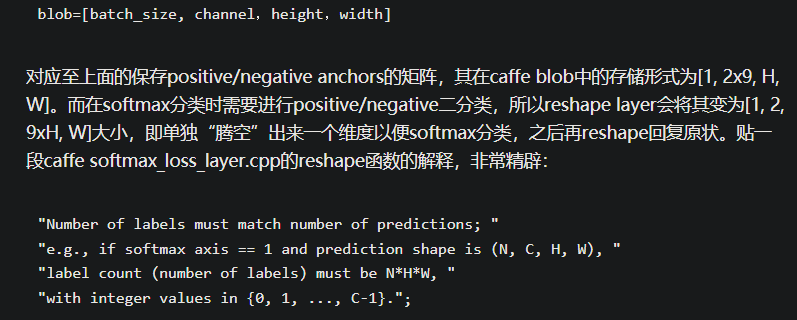 blob=[batch_size, channel，height，width]
对应至上面的保存positive/negative anchors的矩阵，其在caffe blob中的存储形式为[1, 2x9, H,
W]。而在softmax分类时需要进行positive/negative二分类，所以reshape layer会将其变为[1, 2,
9xH, W]大小，即单独“腾空”出来一个维度以便softmax分类，之后再reshape回复原状。贴一
段caffe softmax_loss_layer.cpp的reshape函数的解释，非常精辟：
"Number of labels must match number of predictions; "
"e.g., if softmax axis == 1 and prediction shape is (N, C, H, W), "
"label count (number of labels) must be N*H*W, "
"with integer values in {0, 1, ..., C-1}.";